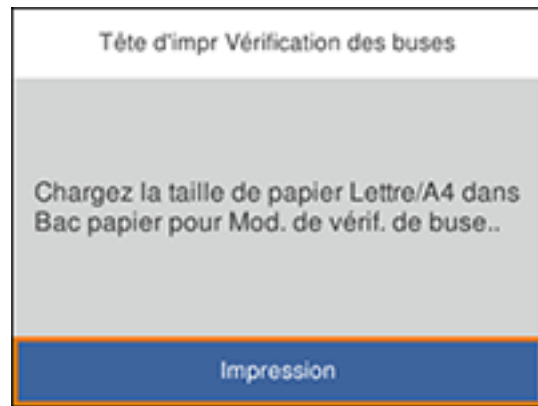 Tête d'impr Vérification des buses
Chargez la taille de papier Lettre/A4 dans
Bac papier pour Mod. de vérif. de buse..
Impression